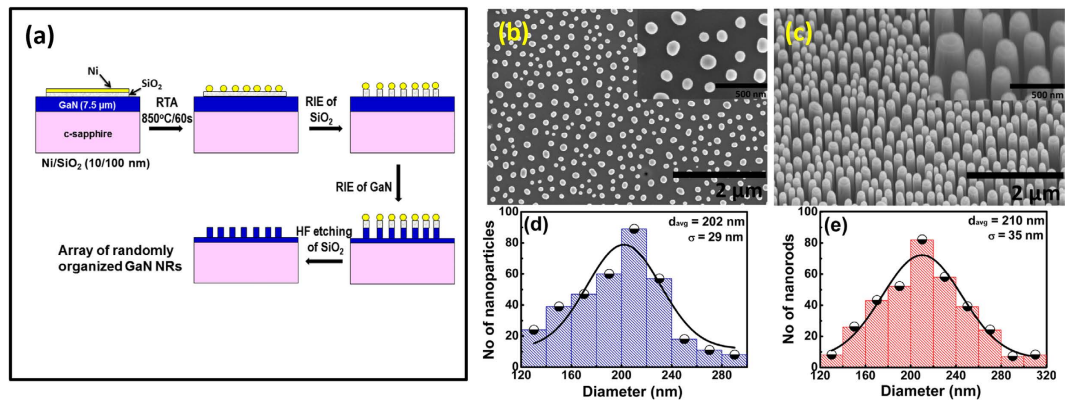 (a)
Ni
SiO₂
GaN (7.5 μm)
c-sapphire
Ni/SiO₂ (10/100 nm)
RTA
850°C/60s
RIE of
SiO₂
RIE of GaN
HF etching
of SiO₂
Array of randomly
organized GaN NRs
(b)
500 nm
2 μm
(c)
500 nm
2 μm
(d)
d_avg = 202 nm
σ = 29 nm
No of nanoparticles
100
80
60
40
20
0
120 160 200 240 280
Diameter (nm)
(e)
d_avg = 210 nm
σ = 35 nm
No of nanorods
100
80
60
40
20
0
120 160 200 240 280 320
Diameter (nm)